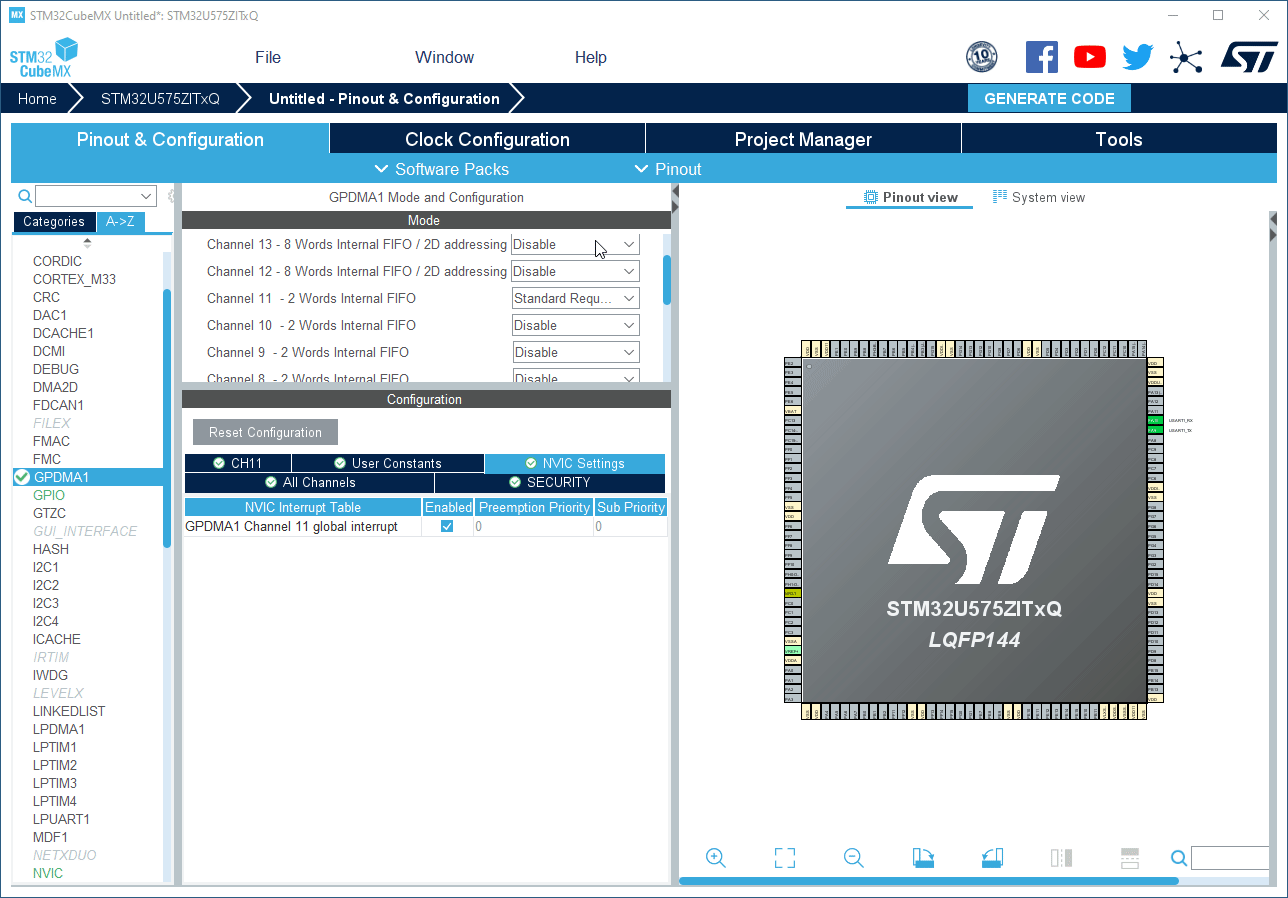 MX STM32CubeMX Untitled*: STM32U575ZITxQ
STM32
CubeMX
File Window Help
10
Home STM32U575ZITxQ Untitled - Pinout & Configuration GENERATE CODE
Pinout & Configuration Clock Configuration Project Manager Tools
Software Packs Pinout
Categories A->Z
CORDIC
CORTEX_M33
CRC
DAC1
DCACHE1
DCMI
DEBUG
DMA2D
FDCAN1
FILEX
FMAC
FMC
GPDMA1
GPIO
GTZC
GUI_INTERFACE
HASH
I2C1
I2C2
I2C3
I2C4
ICACHE
IRTIM
IWDG
LEVELX
LINKEDLIST
LPDMA1
LPTIM1
LPTIM2
LPTIM3
LPTIM4
LPUART1
MDF1
NETXDUO
NVIC
GPDMA1 Mode and Configuration
Mode
Channel 13 - 8 Words Internal FIFO / 2D addressing Disable
Channel 12 - 8 Words Internal FIFO / 2D addressing Disable
Channel 11 - 2 Words Internal FIFO Standard Requ...
Channel 10 - 2 Words Internal FIFO Disable
Channel 9 - 2 Words Internal FIFO Disable
Channel 8 - 2 Words Internal FIFO Disable
Configuration
Reset Configuration
CH11 User Constants NVIC Settings
All Channels SECURITY
NVIC Interrupt Table Enabled Preemption Priority Sub Priority
GPDMA1 Channel 11 global interrupt 0 0
Pinout view System view
USART1_RX
USART1_TX
STM32U575ZITxQ
LQFP144